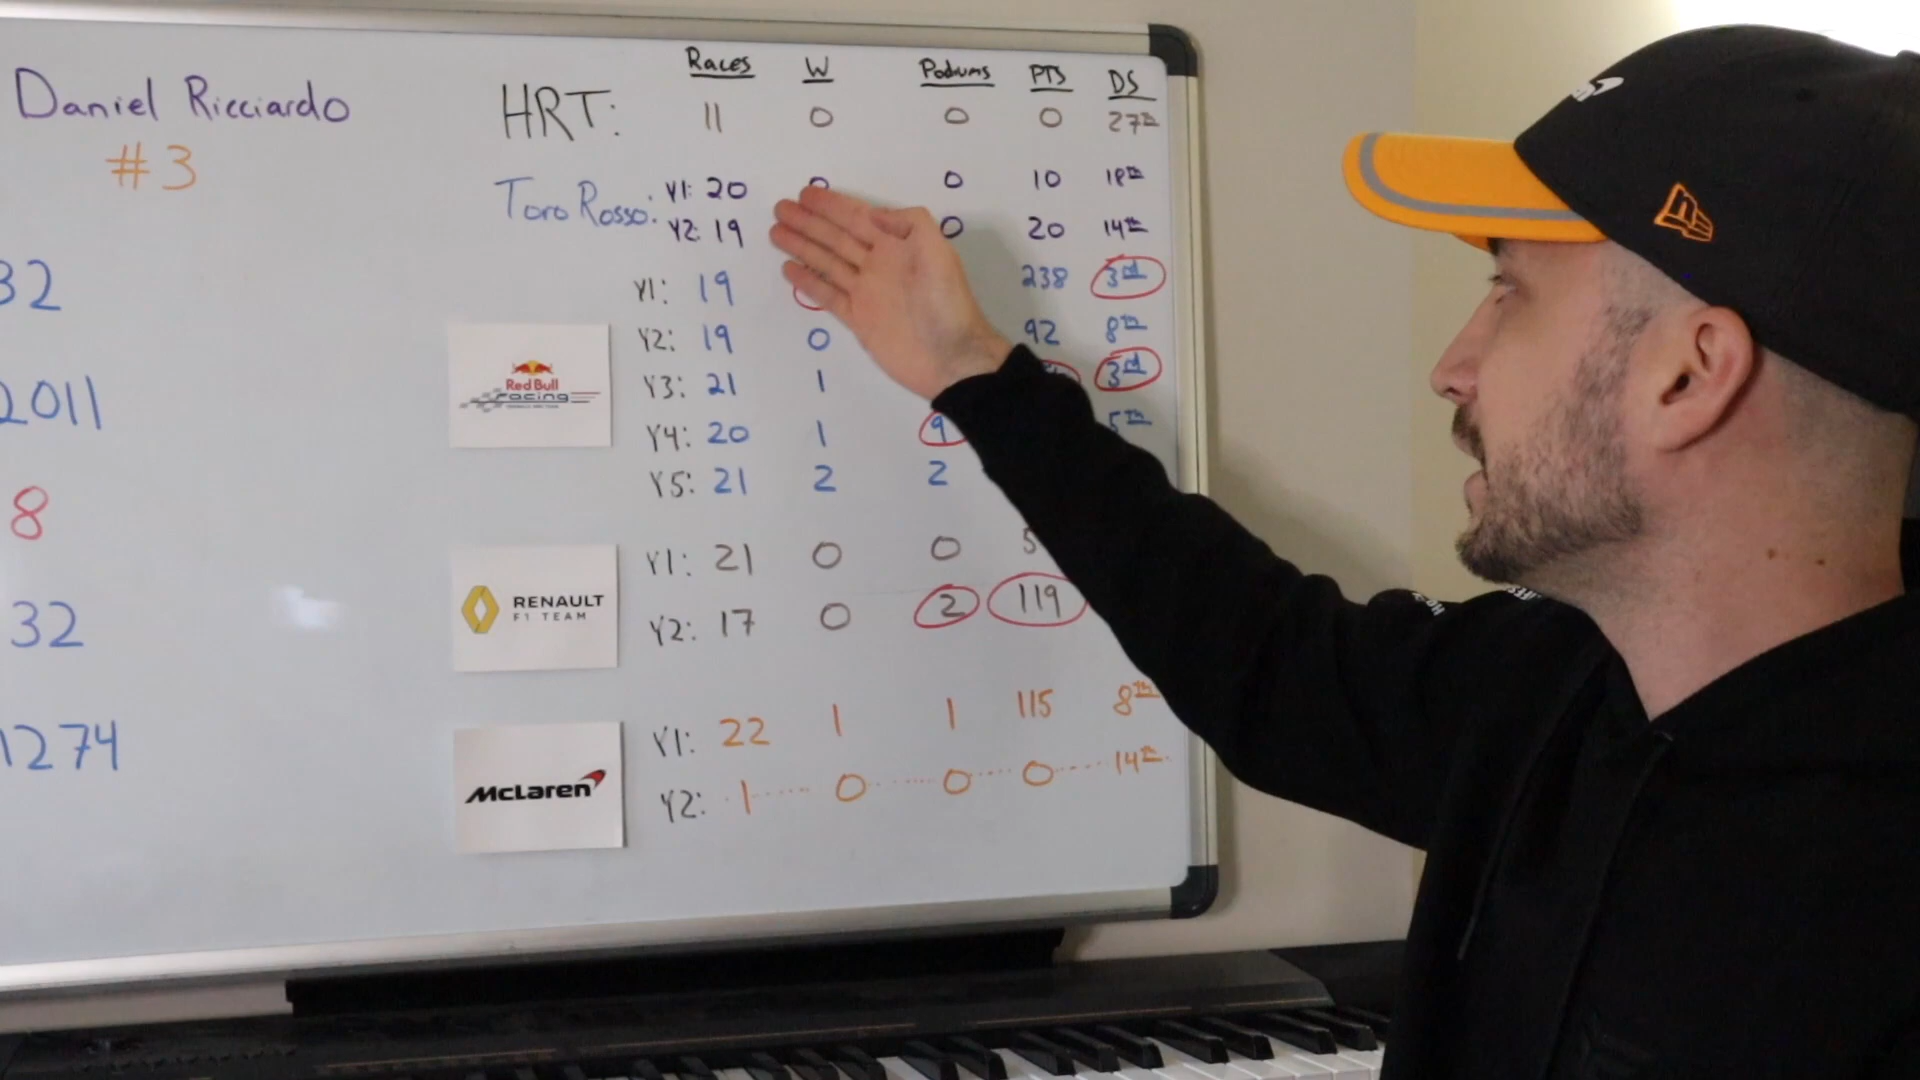 Daniel Ricciardo
#3
32
2011
8
32
1274
Races W Podiums PTS DS
HRT: 11 0 0 0 27th
Toro Rosso: Y1: 20 0 0 10 18th
Y2: 19 0 20 14th
Y1: 19 238 3rd
Y2: 19 0 92 8th
Y3: 21 1 3rd
Y4: 20 1 9 5th
Y5: 21 2 2
Red Bull
racing
Y1: 21 0 0
RENAULT
F1 TEAM
Y2: 17 0 2 119
McLaren
Y1: 22 1 1 115 8th
Y2: 1 0 0 0 14th